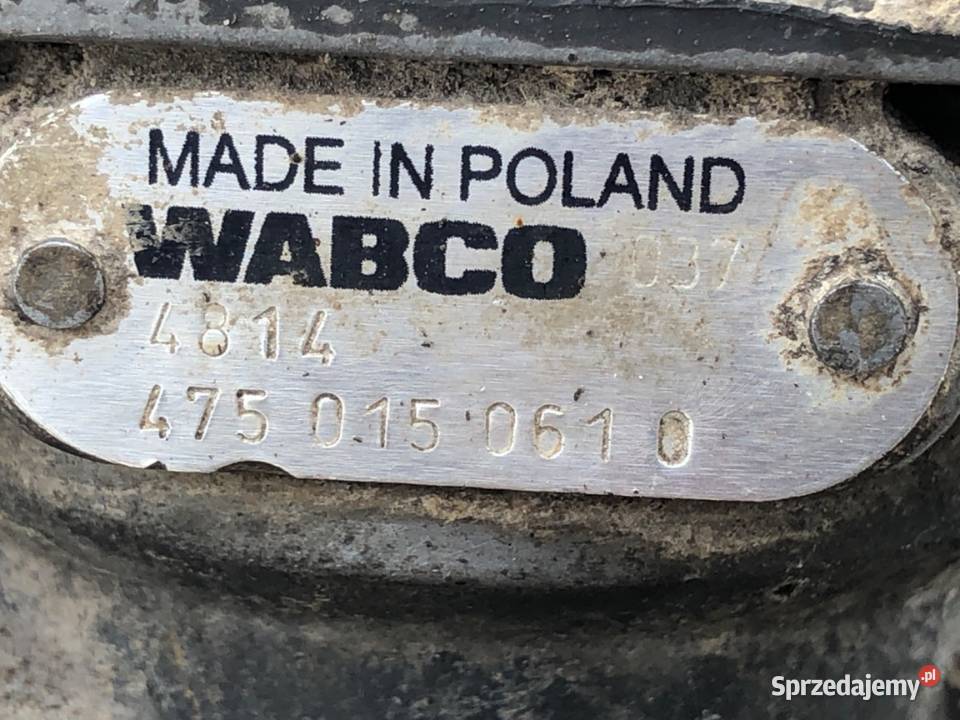 MADE IN POLAND
WABCO 037
4814
475 015 061 0
Sprzedajemy.pl